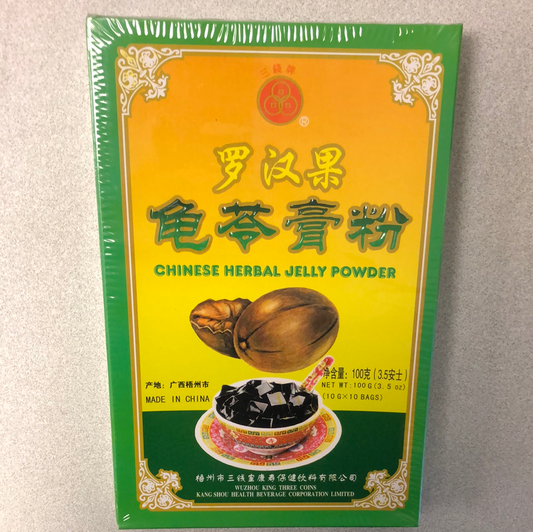 三钱牌
®
罗汉果
龟苓膏粉
CHINESE HERBAL JELLY POWDER
净含量：100克（3.5安士）
NET WT:100G(3.5 oz)
(10G×10BAGS)
产地：广西梧州市
MADE IN CHINA
梧州市三钱金康寿保健饮料有限公司
WUZHOU KING THREE COINS
KANG SHOU HEALTH BEVERAGE CORPORATION LIMITED